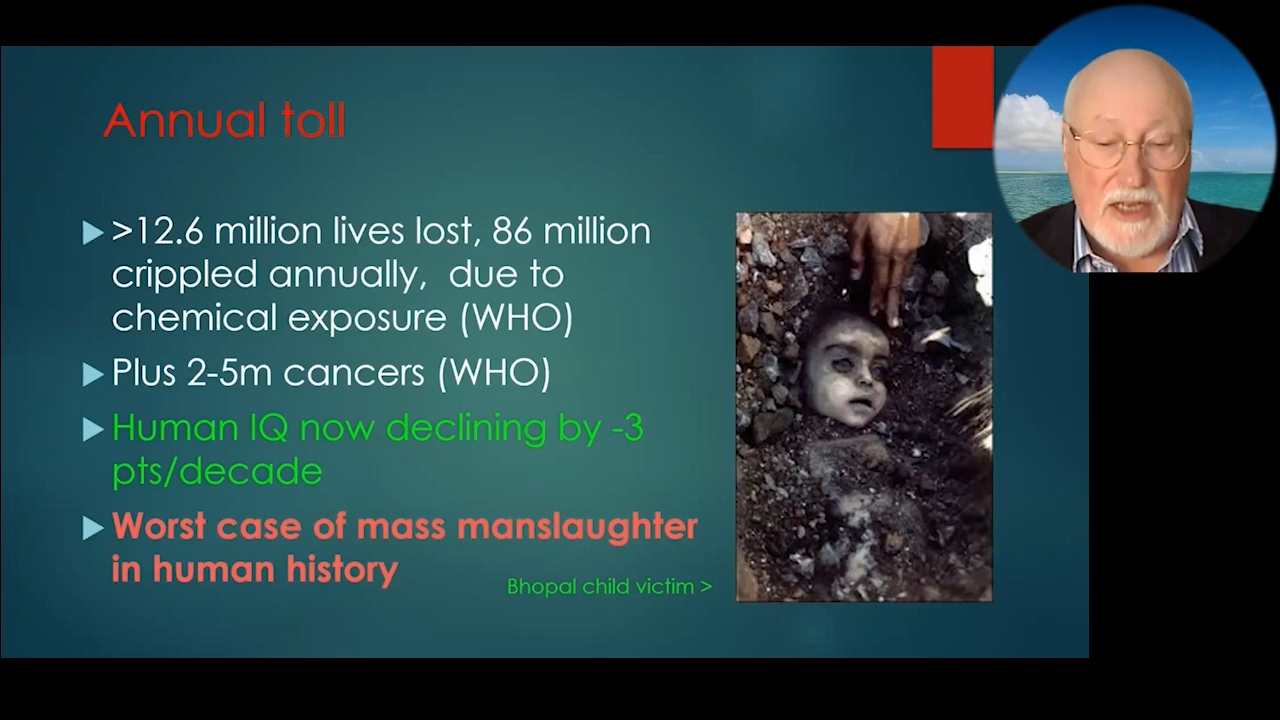 Annual toll
>12.6 million lives lost, 86 million
crippled annually,  due to
chemical exposure (WHO)
Plus 2-5m cancers (WHO)
Human IQ now declining by -3
pts/decade
Worst case of mass manslaughter
in human history
Bhopal child victim >